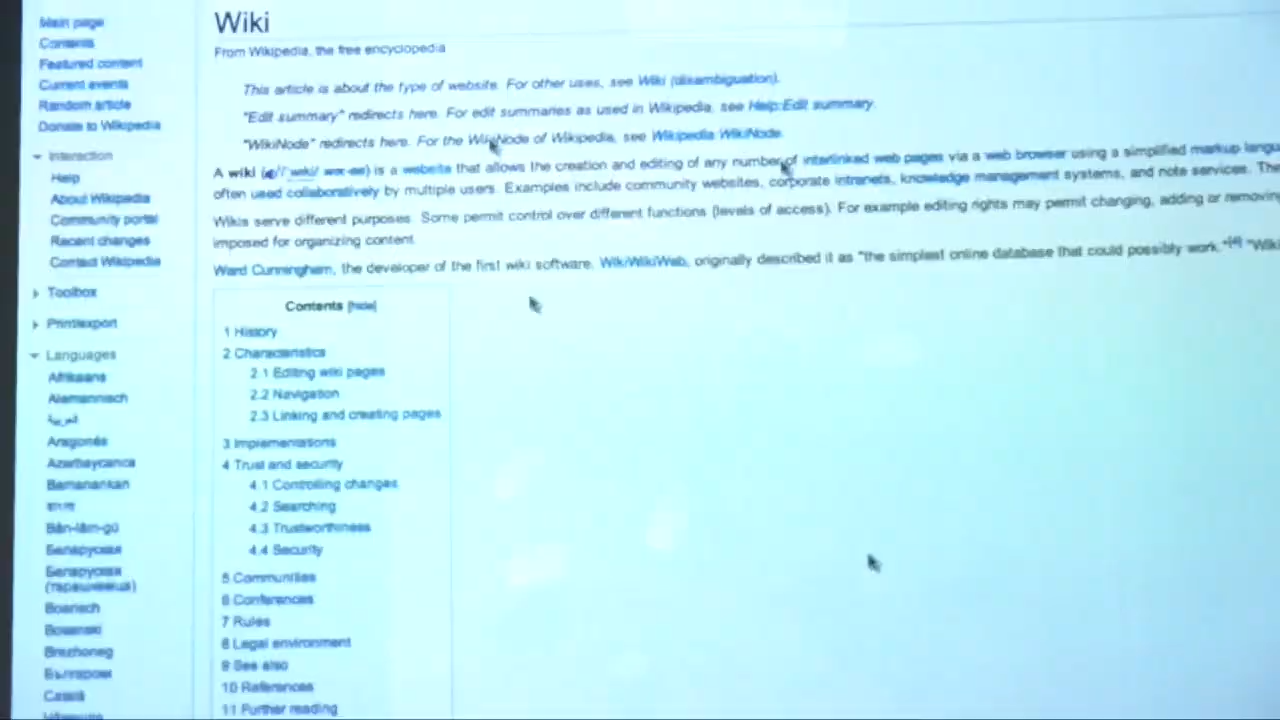 Main page
Contents
Featured content
Current events
Random article
Donate to Wikipedia
Interaction
Help
About Wikipedia
Community portal
Recent changes
Contact Wikipedia
Toolbox
Print/export
Languages
Afrikaans
Alemannisch
العربية
Aragonés
Azərbaycanca
Bamanankan
বাংলা
Bân-lâm-gú
Беларуская
Беларуская
(тарашкевіца)
Boarisch
Bosanski
Brezhoneg
Български
Català
Wiki
From Wikipedia, the free encyclopedia
This article is about the type of website. For other uses, see Wiki (disambiguation).
"Edit summary" redirects here. For edit summaries as used in Wikipedia, see Help:Edit summary.
"WikiNode" redirects here. For the WikiNode of Wikipedia, see Wikipedia WikiNode.
A wiki is a website that allows the creation and editing of any number of interlinked web pages via a web browser using a simplified markup langu
often used collaboratively by multiple users. Examples include community websites, corporate intranets, knowledge management systems, and note services. The
Wikis serve different purposes. Some permit control over different functions (levels of access). For example editing rights may permit changing, adding or removing
imposed for organizing content.
Ward Cunningham, the developer of the first wiki software, WikiWikiWeb, originally described it as "the simplest online database that could possibly work." "Wiki
Contents [hide]
1 History
2 Characteristics
2.1 Editing wiki pages
2.2 Navigation
2.3 Linking and creating pages
3 Implementations
4 Trust and security
4.1 Controlling changes
4.2 Searching
4.3 Trustworthiness
4.4 Security
5 Communities
6 Conferences
7 Rules
8 Legal environment
9 See also
10 References
11 Further reading